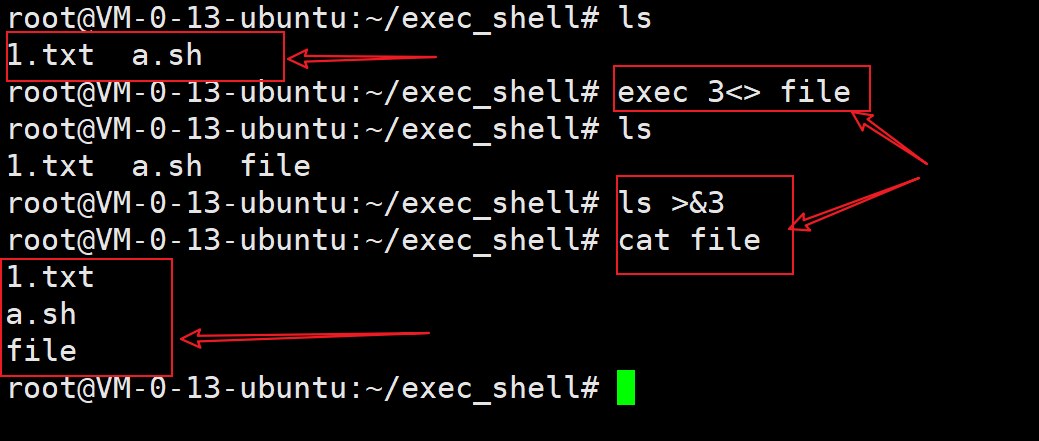 root@VM-0-13-ubuntu:~/exec_shell# ls
1.txt  a.sh
root@VM-0-13-ubuntu:~/exec_shell# exec 3<> file
root@VM-0-13-ubuntu:~/exec_shell# ls
1.txt  a.sh  file
root@VM-0-13-ubuntu:~/exec_shell# ls >&3
root@VM-0-13-ubuntu:~/exec_shell# cat file
1.txt
a.sh
file
root@VM-0-13-ubuntu:~/exec_shell#